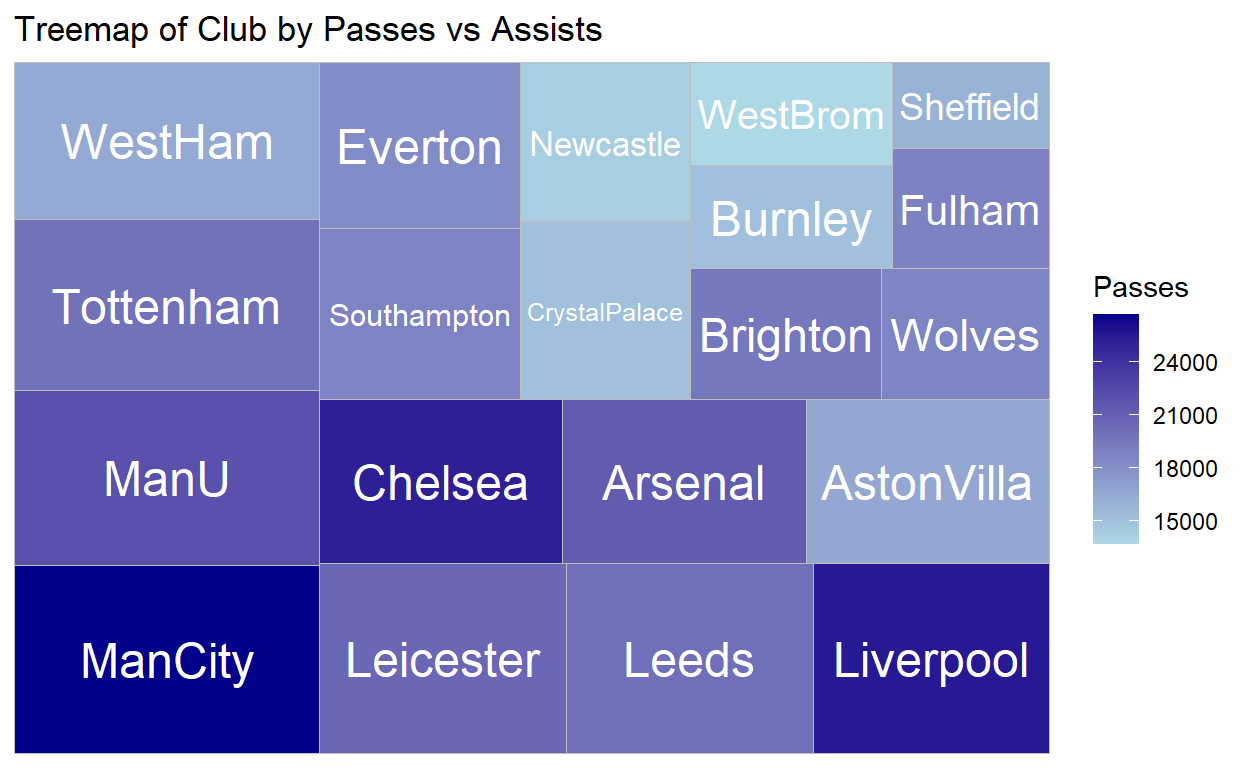 Treemap of Club by Passes vs Assists
WestHam
Everton
Newcastle
WestBrom
Sheffield
Burnley
Fulham
Tottenham
Southampton
CrystalPalace
Brighton
Wolves
ManU
Chelsea
Arsenal
AstonVilla
ManCity
Leicester
Leeds
Liverpool
Passes
24000
21000
18000
15000